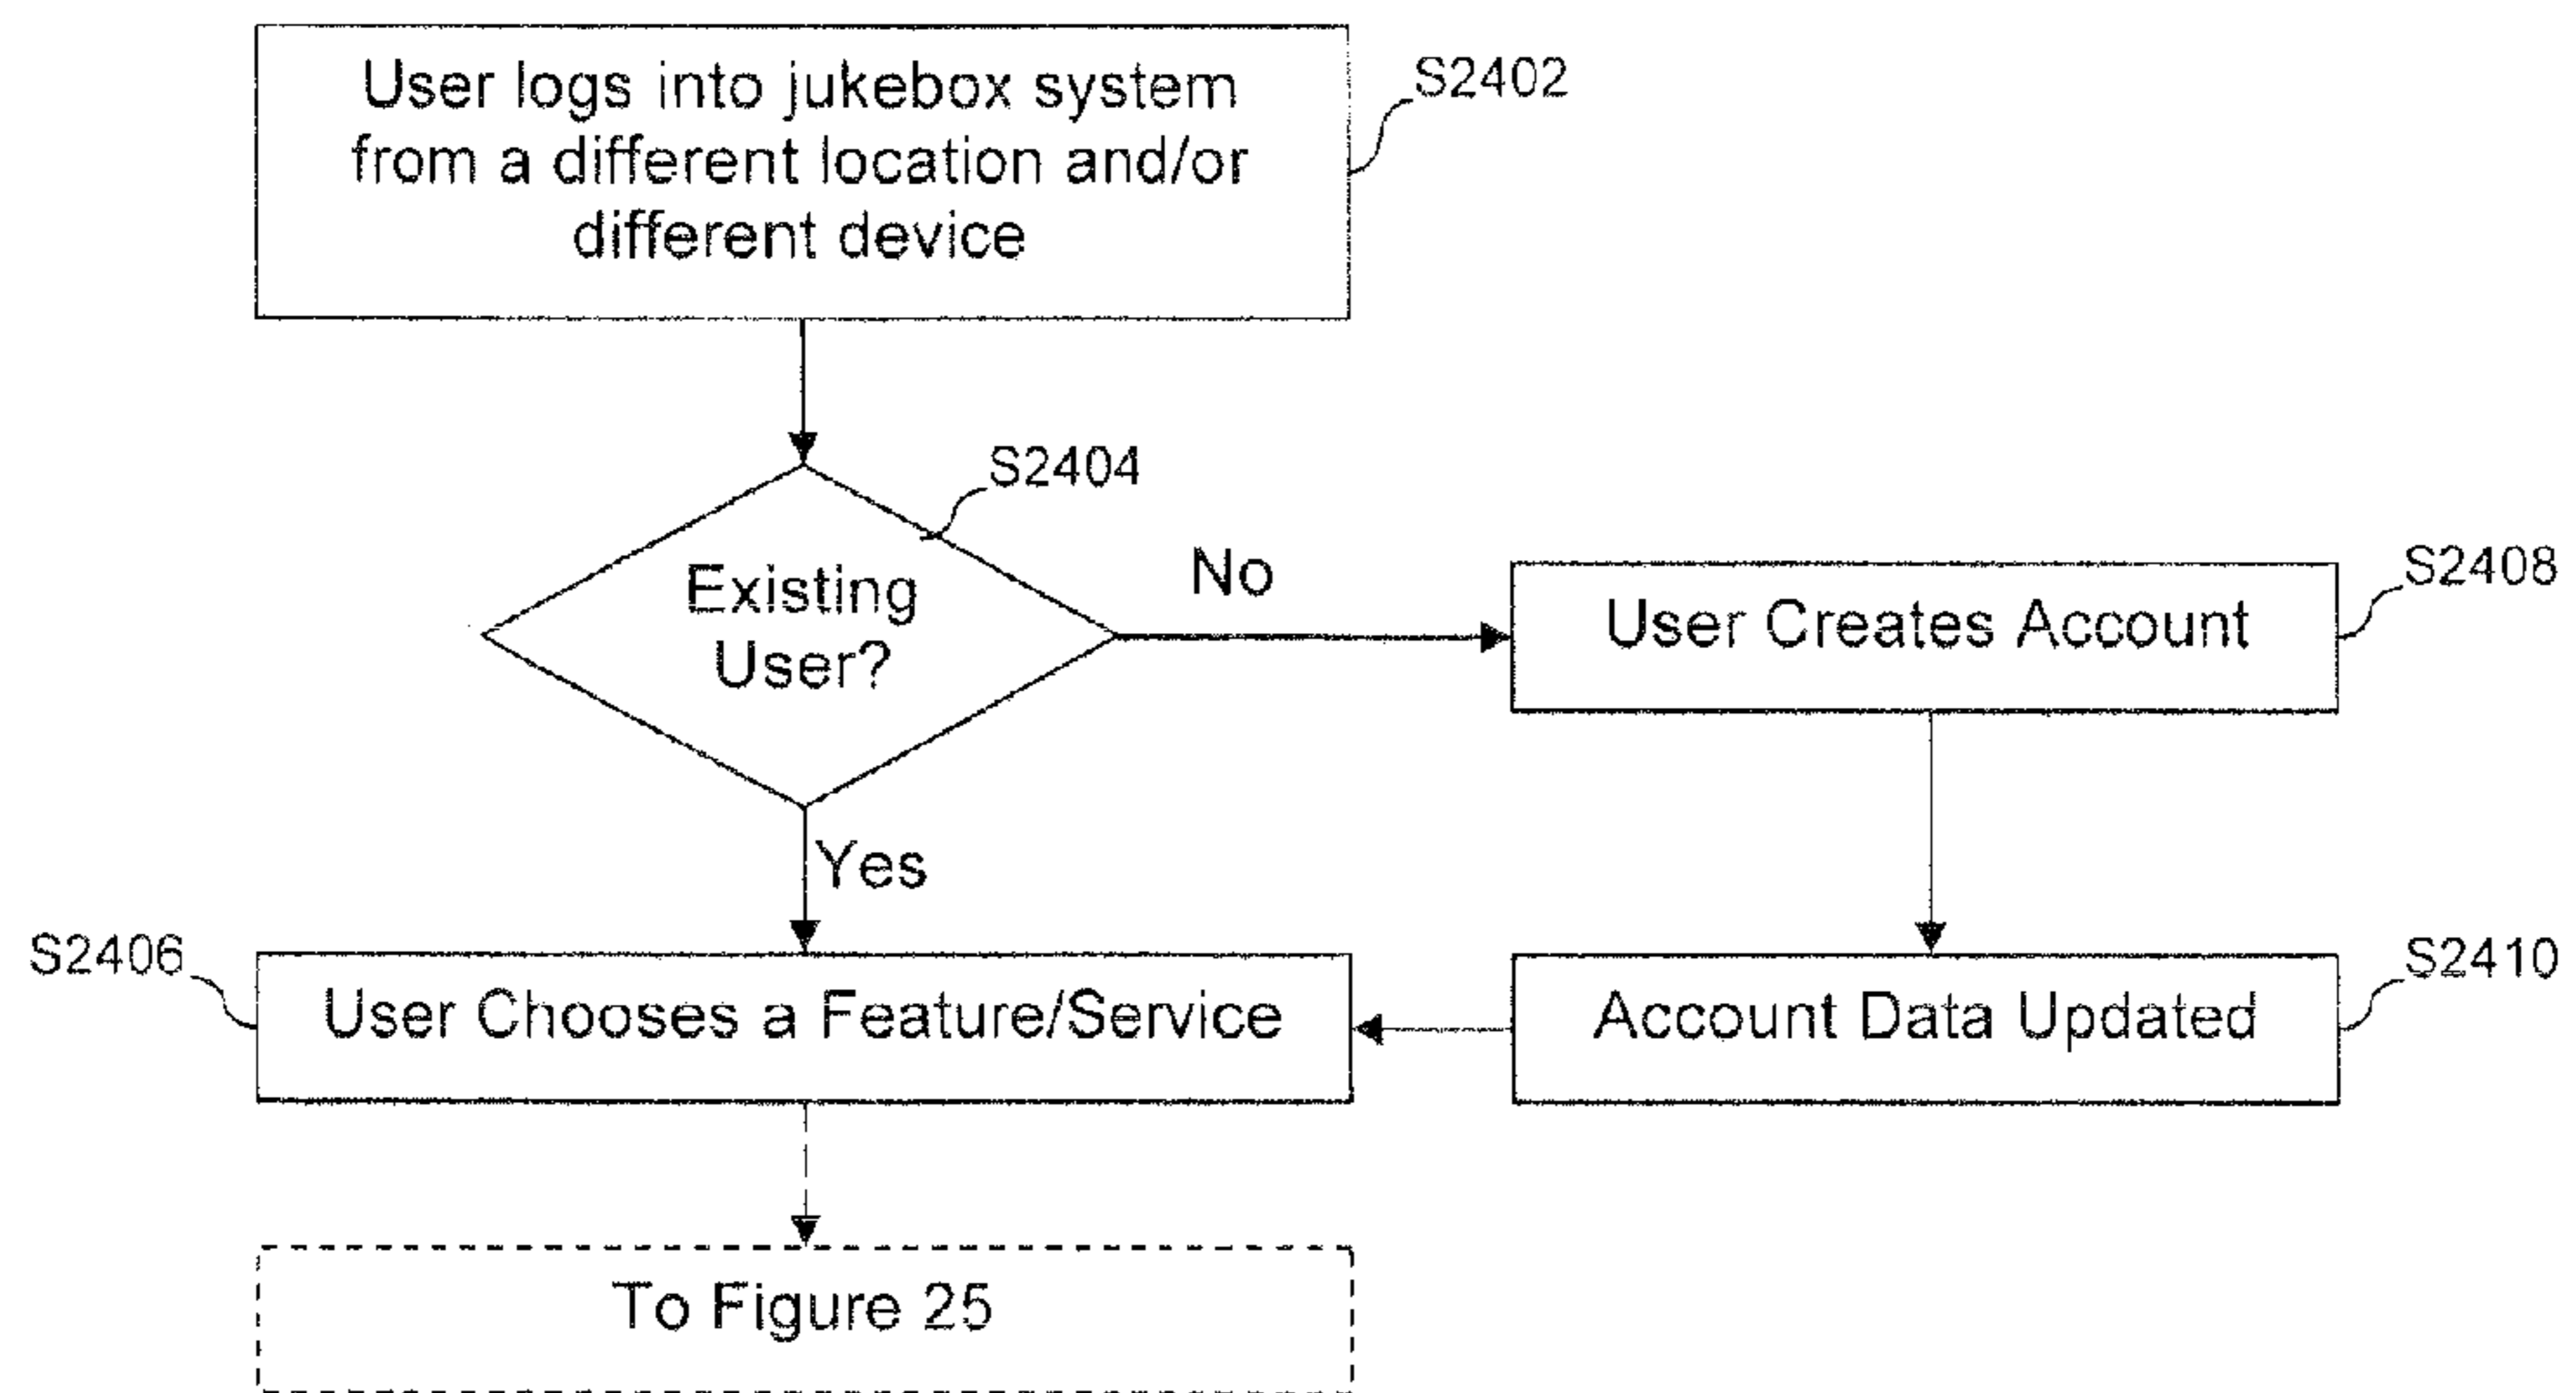 User logs into jukebox system
from a different location and/or
different device
S2402
S2404
Existing
User?
No
User Creates Account
S2408
Yes
S2406
User Chooses a Feature/Service
Account Data Updated
S2410
To Figure 25